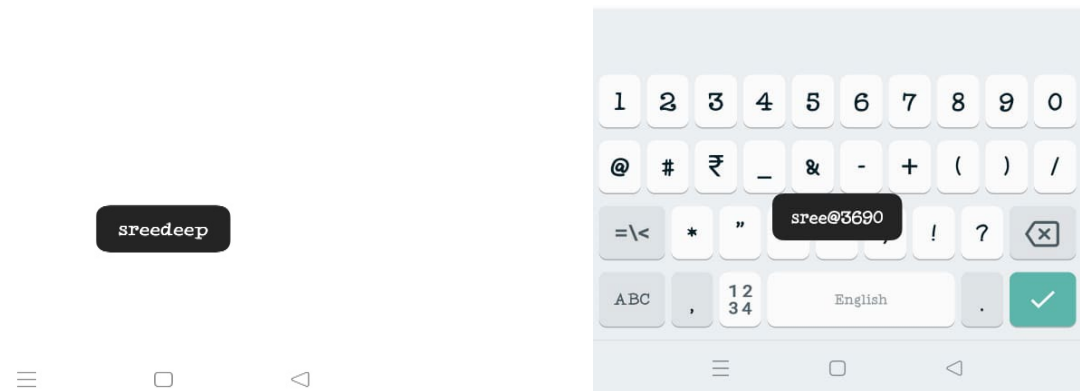 sreedeep
1 2 3 4 5 6 7 8 9 0
@ # ₹ _ & - + ( ) /
sree@3690
=\< * " ! ?
ABC , 12 English .
34